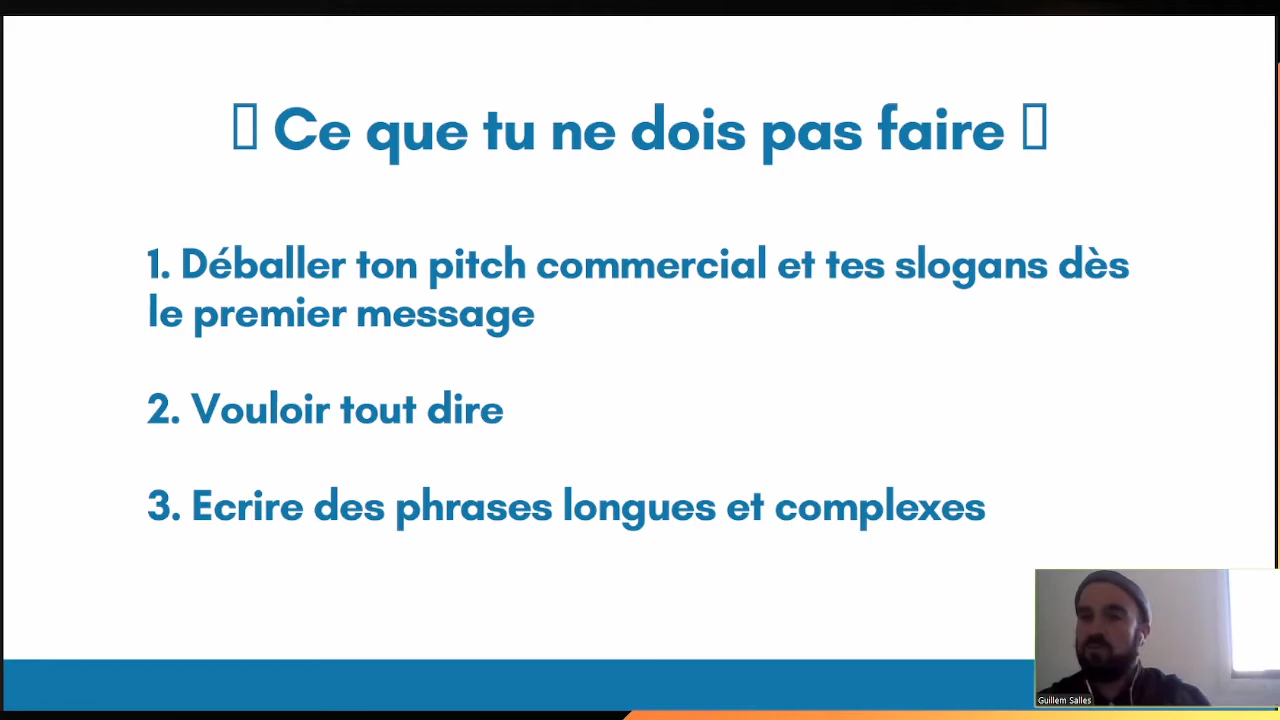 Ce que tu ne dois pas faire
1. Déballer ton pitch commercial et tes slogans dès
le premier message
2. Vouloir tout dire
3. Ecrire des phrases longues et complexes
Guillem Salles